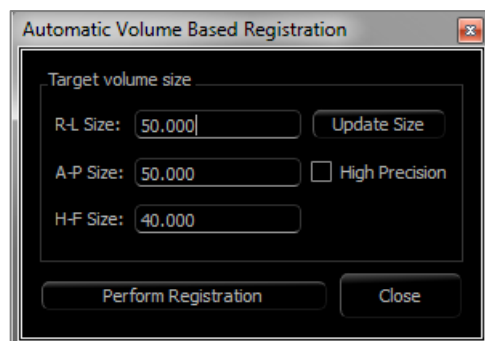 Automatic Volume Based Registration
Target volume size
R-L Size: 50.000 Update Size
A-P Size: 50.000 High Precision
H-F Size: 40.000
Perform Registration Close